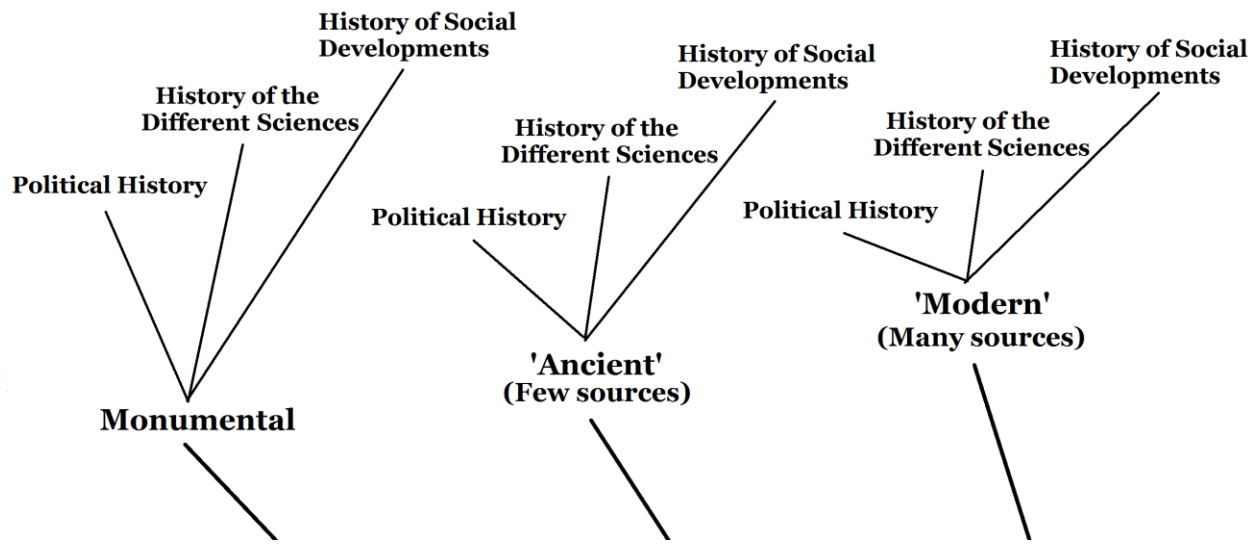 History of Social
Developments
History of the
Different Sciences
Political History
Monumental
History of Social
Developments
History of the
Different Sciences
Political History
'Ancient'
(Few sources)
History of Social
Developments
History of the
Different Sciences
Political History
'Modern'
(Many sources)